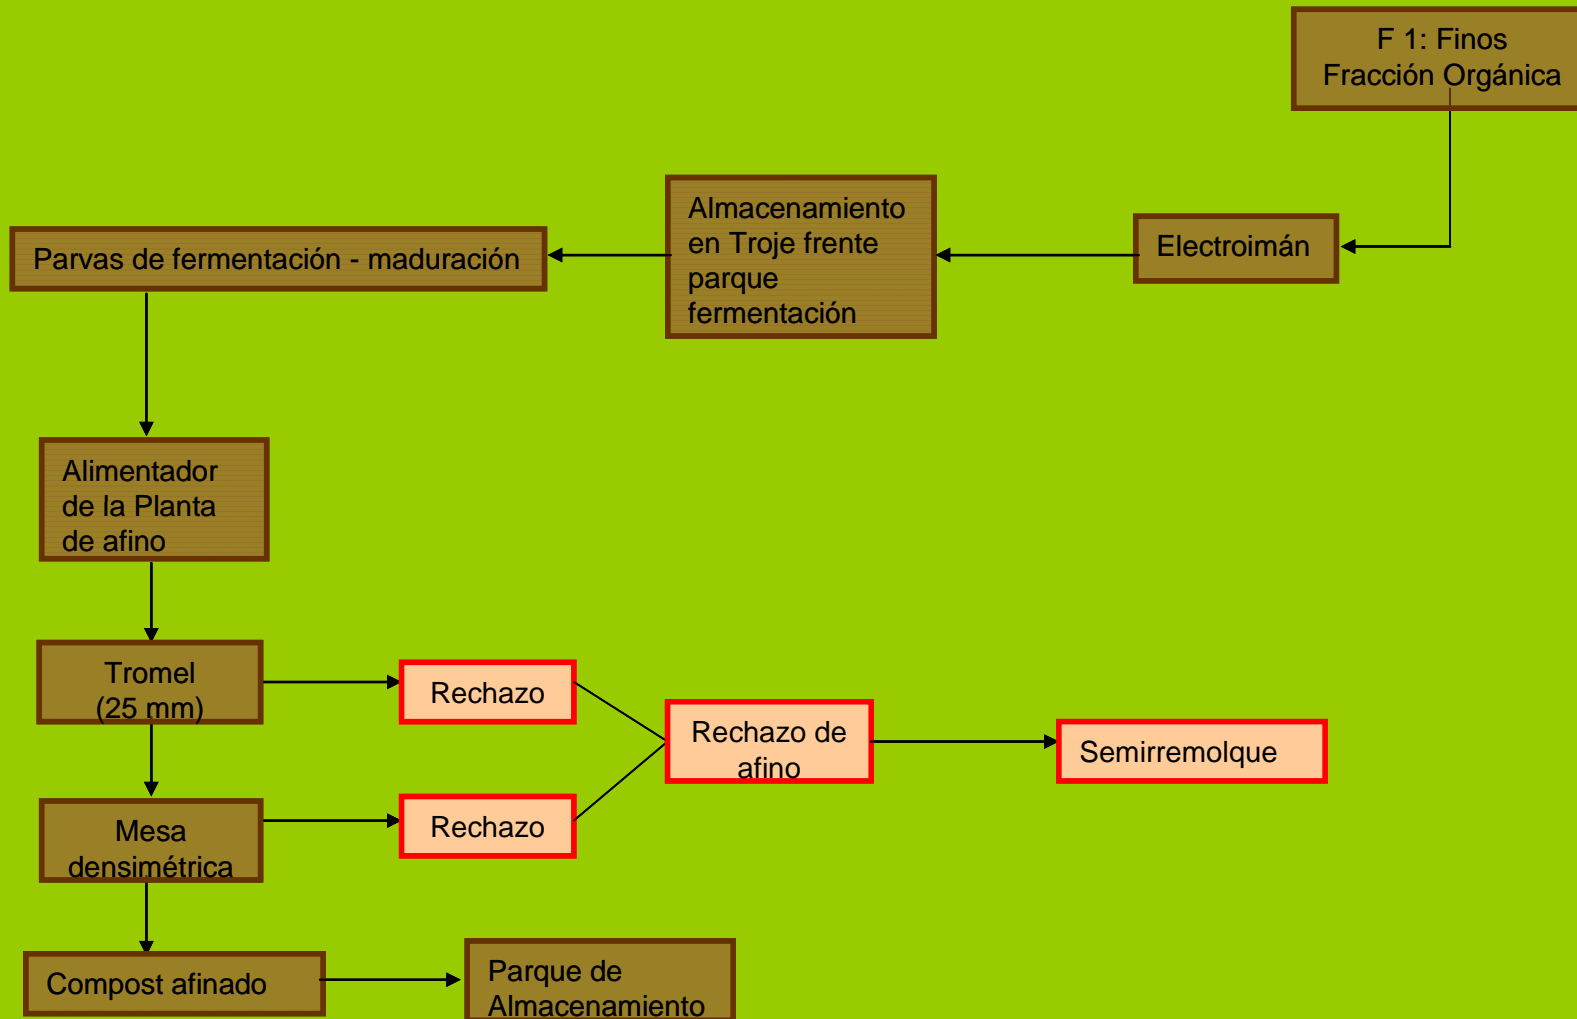 F 1: Finos
Fracción Orgánica
Almacenamiento
en Troje frente
parque
fermentación
Electroimán
Parvas de fermentación - maduración
Alimentador
de la Planta
de afino
Tromel
(25 mm)
Rechazo
Rechazo de
afino
Semirremolque
Mesa
densimétrica
Rechazo
Compost afinado
Parque de
Almacenamiento